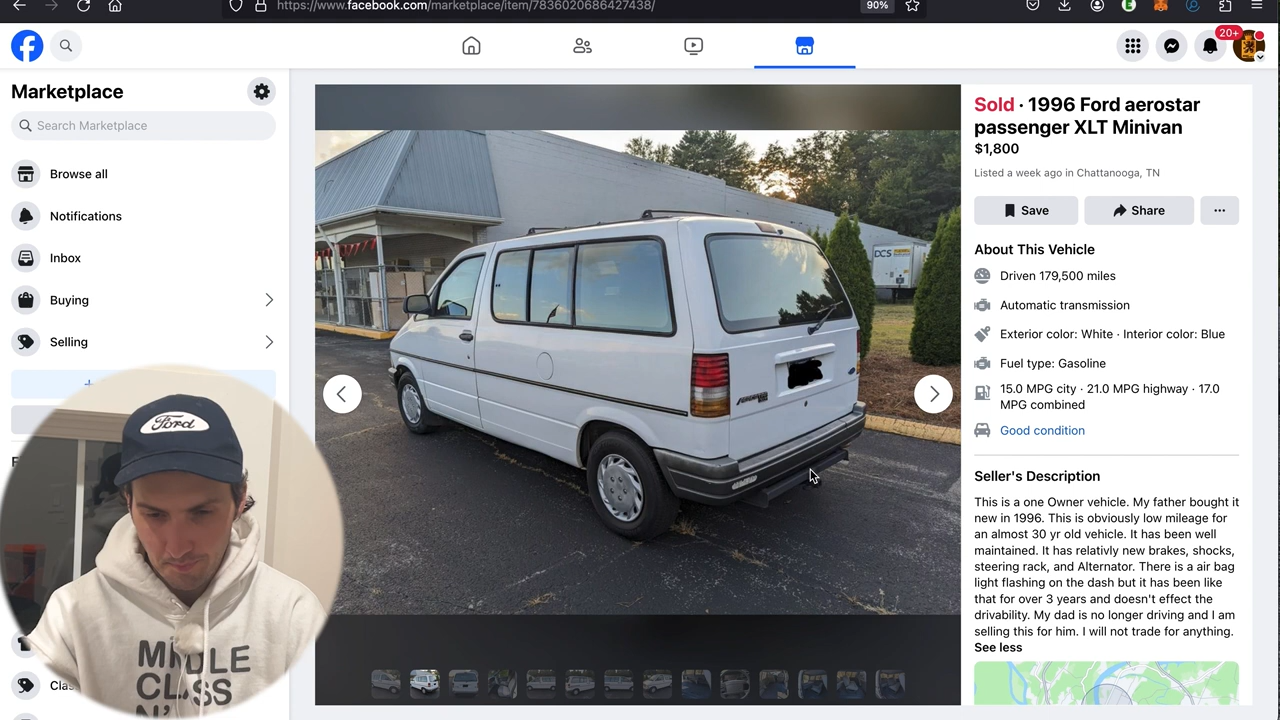 https://www.facebook.com/marketplace/item/7836020686427438/
90%
20+
Marketplace
Search Marketplace
Browse all
Notifications
Inbox
Buying
Selling
Ford
MIDDLE
CLASS
DCS
Sold · 1996 Ford aerostar
passenger XLT Minivan
$1,800
Listed a week ago in Chattanooga, TN
Save
Share
About This Vehicle
Driven 179,500 miles
Automatic transmission
Exterior color: White · Interior color: Blue
Fuel type: Gasoline
15.0 MPG city · 21.0 MPG highway · 17.0
MPG combined
Good condition
Seller's Description
This is a one Owner vehicle. My father bought it
new in 1996. This is obviously low mileage for
an almost 30 yr old vehicle. It has been well
maintained. It has relativly new brakes, shocks,
steering rack, and Alternator. There is a air bag
light flashing on the dash but it has been like
that for over 3 years and doesn't effect the
drivability. My dad is no longer driving and I am
selling this for him. I will not trade for anything.
See less